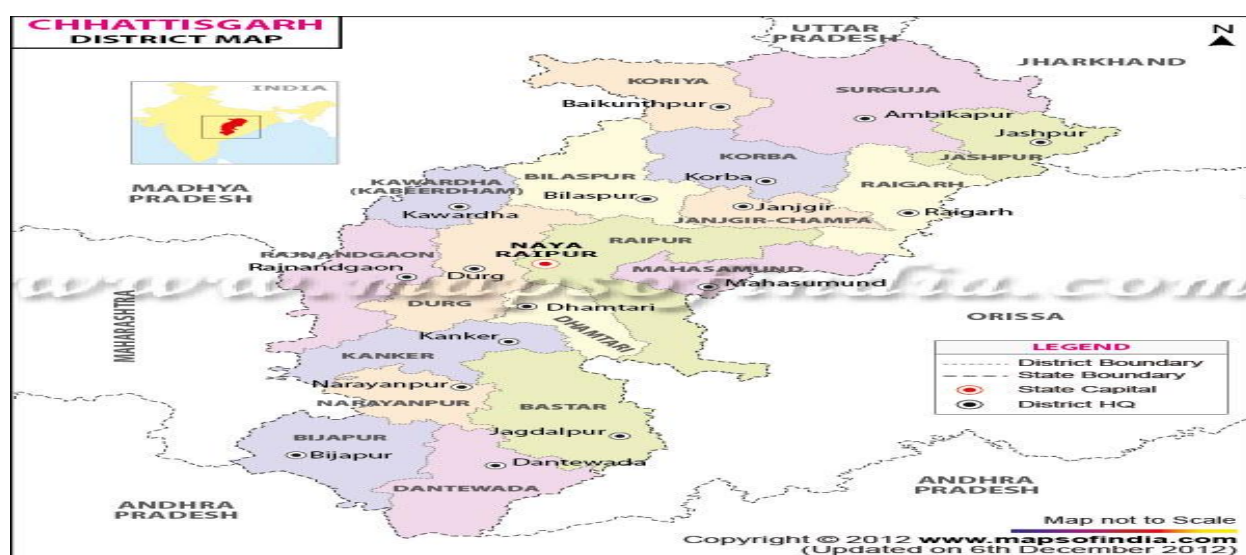 CHHATTISGARH
DISTRICT MAP
UTTAR
PRADESH
JHARKHAND
N
INDIA
KORIYA
Baikunthpur
SURGUJA
Ambikapur
Jashpur
JASHPUR
KORBA
Korba
BILASPUR
Bilaspur
RAIGARH
Raigarh
MADHYA
PRADESH
KAWARDHA
(KABEERDHAM)
Kawardha
Janjgir
JANJGIR-CHAMPA
RAJNANDGAON
Rajnandgaon
NAYA
RAIPUR
RAIPUR
Durg
DURG
MAHASAMUND
Mahasumund
www.mapsofindia.com
MAHARASHTRA
Dhamtari
DHAMTARI
ORISSA
Kanker
KANKER
Narayanpur
NARAYANPUR
BASTAR
Jagdalpur
BIJAPUR
Bijapur
Dantewada
DANTEWADA
ANDHRA
PRADESH
ANDHRA
PRADESH
LEGEND
District Boundary
State Boundary
State Capital
District HQ
Map not to Scale
Copyright © 2012 www.mapsofindia.com
(Updated on 6th December 2012)